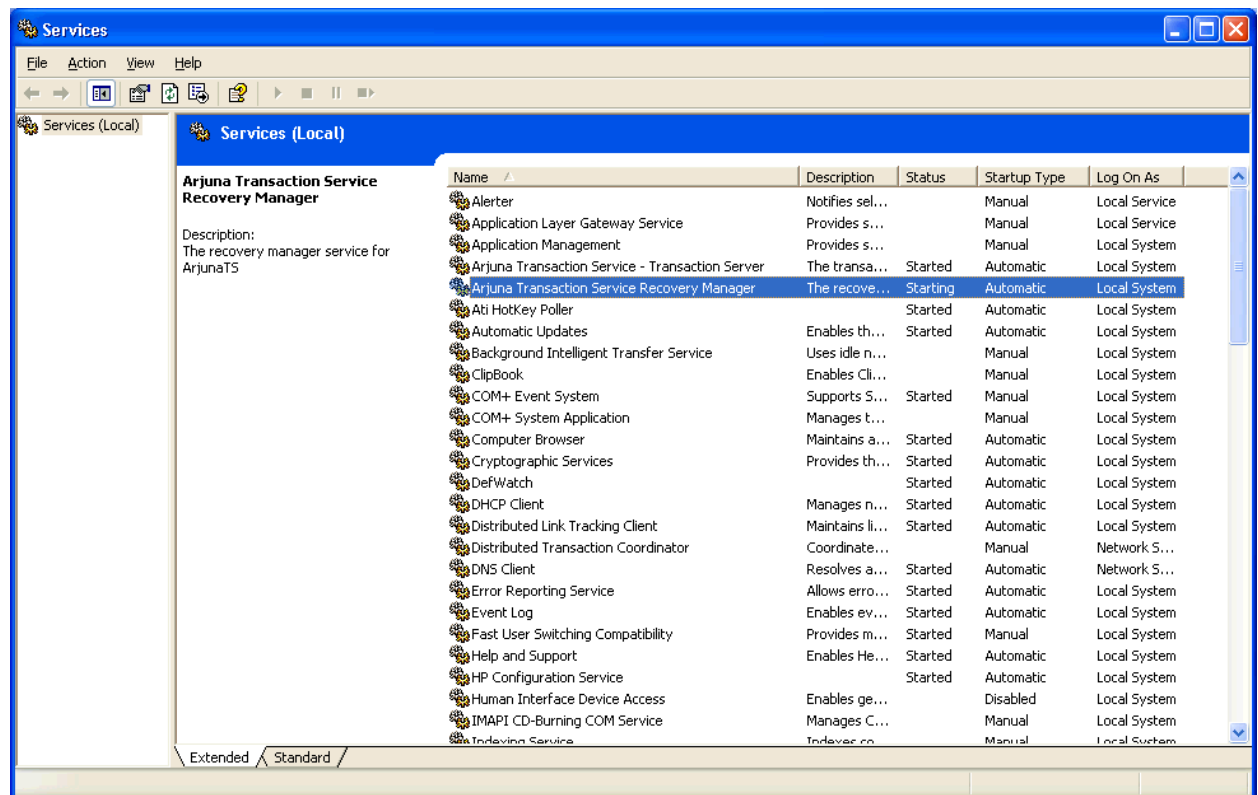 Services
File Action View Help
Services (Local)
Services (Local)
Arjuna Transaction Service
Recovery Manager
Description:
The recovery manager service for
ArjunaTS
Name Description Status Startup Type Log On As
Alerter Notifies sel... Manual Local Service
Application Layer Gateway Service Provides s... Manual Local Service
Application Management Provides s... Manual Local System
Arjuna Transaction Service - Transaction Server The transa... Started Automatic Local System
Arjuna Transaction Service Recovery Manager The recove... Starting Automatic Local System
Ati HotKey Poller Started Automatic Local System
Automatic Updates Enables th... Started Automatic Local System
Background Intelligent Transfer Service Uses idle n... Manual Local System
ClipBook Enables Cli... Manual Local System
COM+ Event System Supports S... Started Manual Local System
COM+ System Application Manages t... Manual Local System
Computer Browser Maintains a... Started Automatic Local System
Cryptographic Services Provides th... Started Automatic Local System
DefWatch Started Automatic Local System
DHCP Client Manages n... Started Automatic Local System
Distributed Link Tracking Client Maintains li... Started Automatic Local System
Distributed Transaction Coordinator Coordinate... Manual Network S...
DNS Client Resolves a... Started Automatic Network S...
Error Reporting Service Allows erro... Started Automatic Local System
Event Log Enables ev... Started Automatic Local System
Fast User Switching Compatibility Provides m... Started Manual Local System
Help and Support Enables He... Started Automatic Local System
HP Configuration Service Started Automatic Local System
Human Interface Device Access Enables ge... Disabled Local System
IMAPI CD-Burning COM Service Manages C... Manual Local System
Indexing Service Indexes co... Manual Local System
Extended Standard